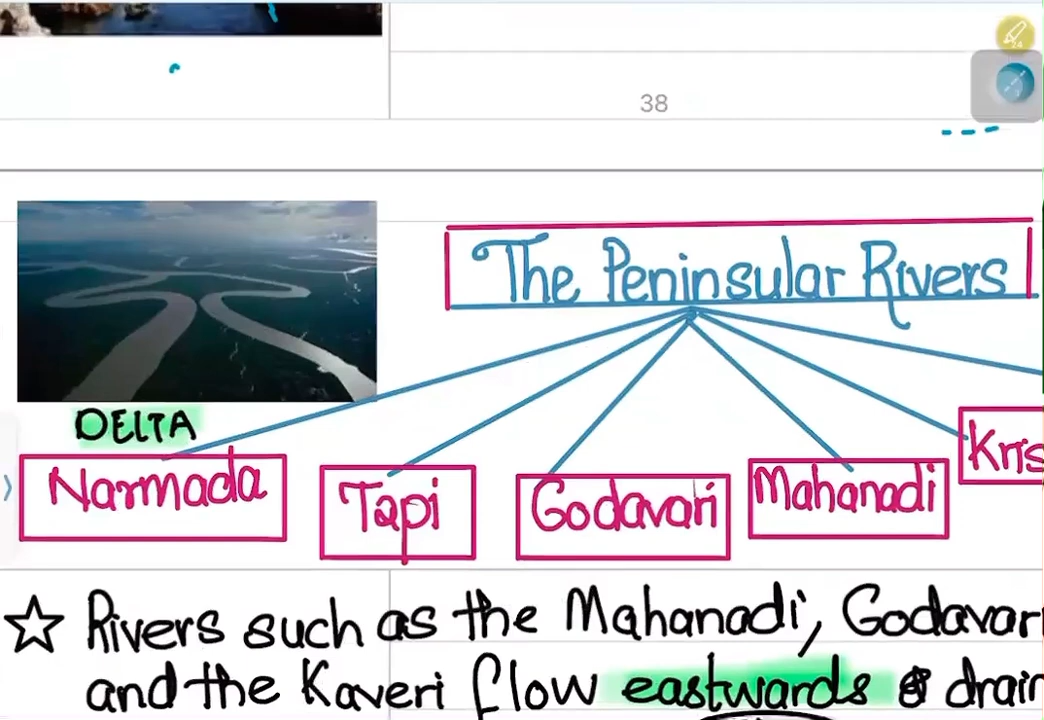 38
The Peninsular Rivers
DELTA
Narmada
Tapi
Godavari
Mahanadi
Kris
☆ Rivers such as the Mahanadi, Godavari
and the Kaveri flow eastwards & drain